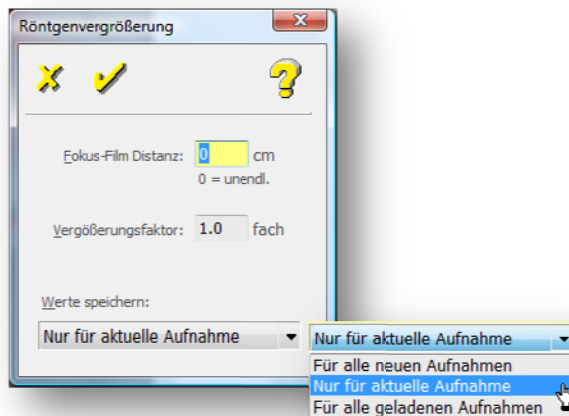 Röntgenvergrößerung
Fokus-Film Distanz: 0 cm
0 = unendl.
Vergößerungsfaktor: 1.0 fach
Werte speichern:
Nur für aktuelle Aufnahme
Nur für aktuelle Aufnahme
Für alle neuen Aufnahmen
Nur für aktuelle Aufnahme
Für alle geladenen Aufnahmen